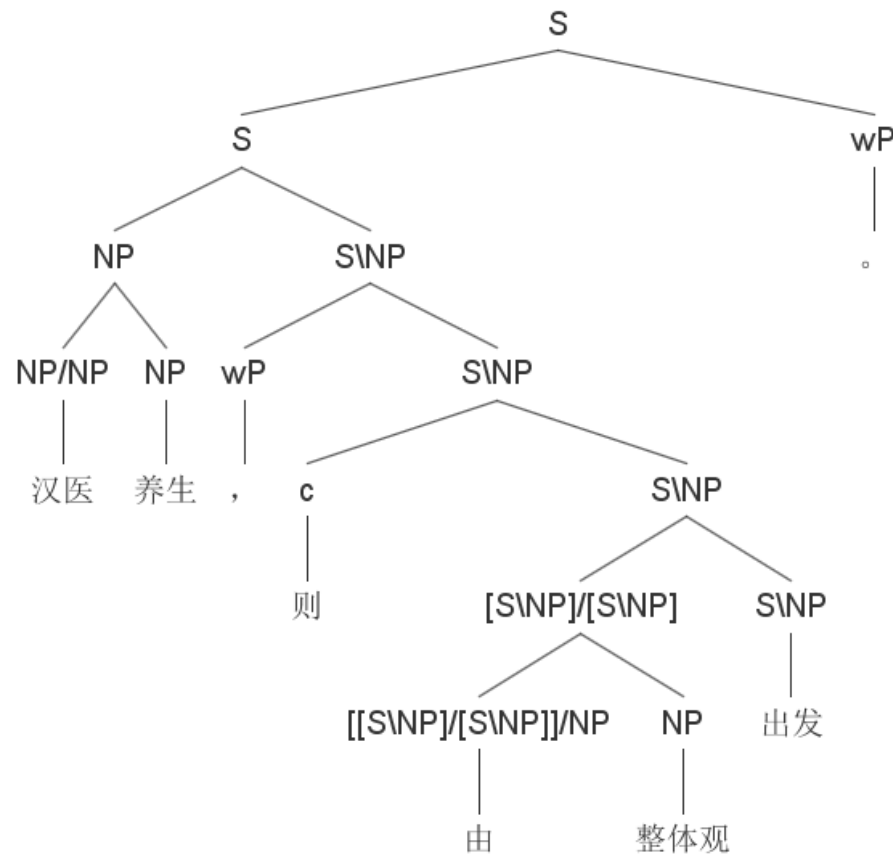 S
S wP
NP S\NP 。
NP/NP NP wP S\NP
汉医 养生 ， c S\NP
则 [S\NP]/[S\NP] S\NP
[[S\NP]/[S\NP]]/NP NP 出发
由 整体观